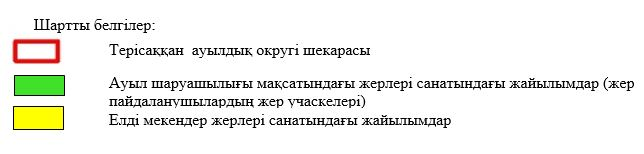 Шартты белгілер:
Терісаққан ауылдық округі шекарасы
Ауыл шаруашылығы мақсатындағы жерлері санатындағы жайылымдар (жер
пайдаланушылардың жер учаскелері)
Елді мекендер жерлері санатындағы жайылымдар